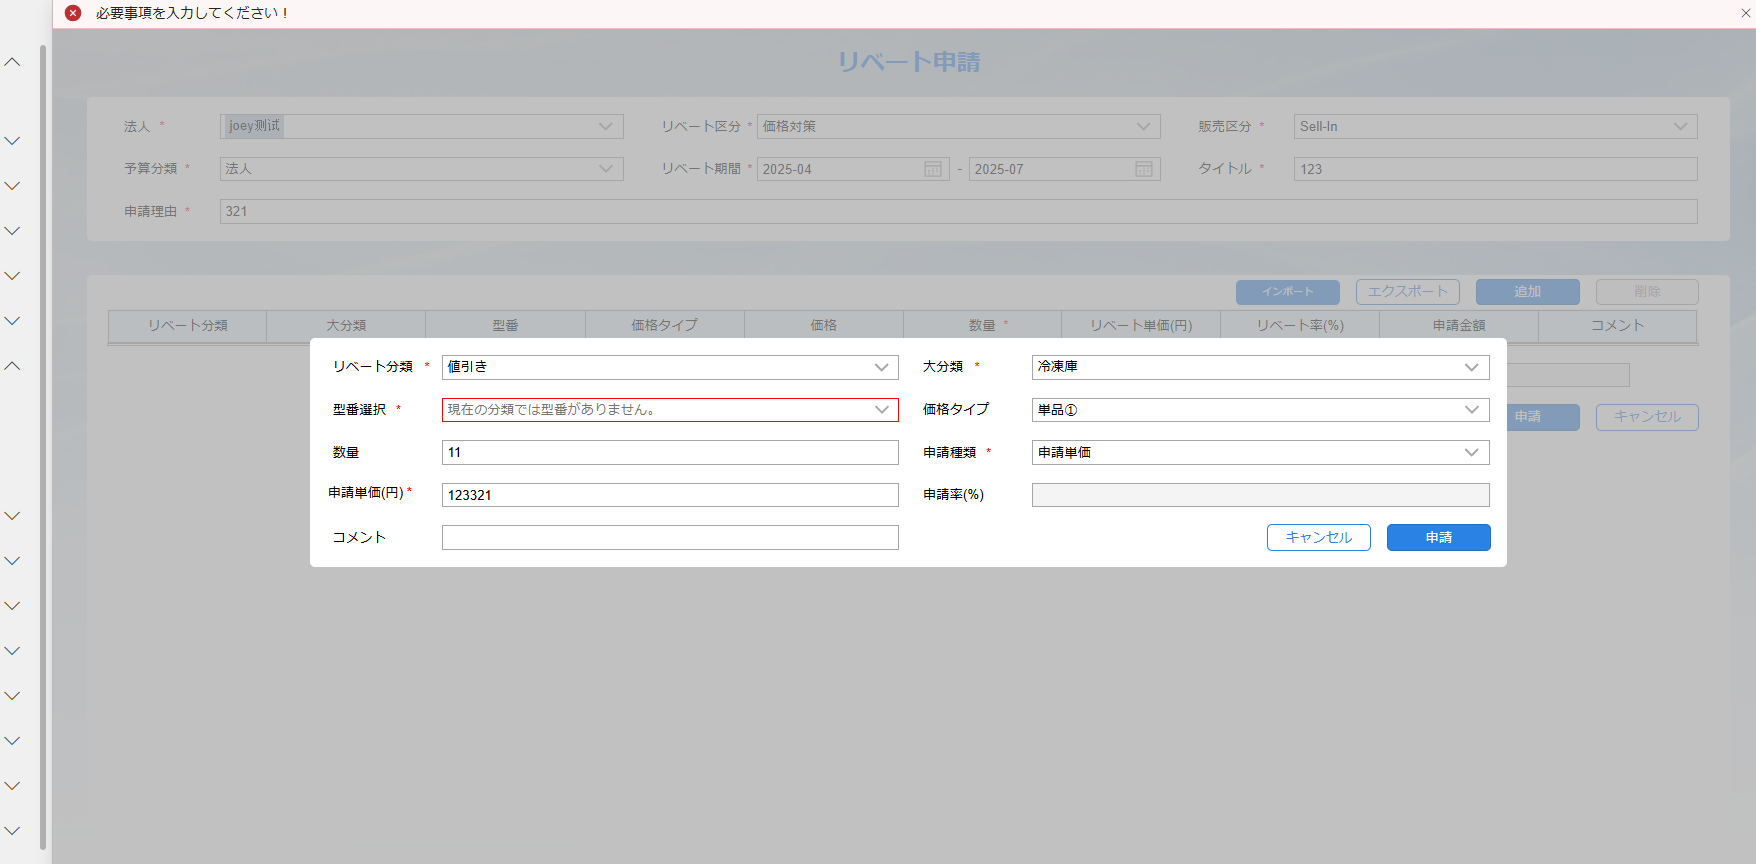 必要事項を入力してください！
リベート申請
法人 * joey测试 リベート区分 * 価格対策 販売区分 * Sell-In
予算分類 * 法人 リベート期間 * 2025-04 - 2025-07 タイトル * 123
申請理由 * 321
インポート エクスポート 追加 削除
リベート分類 大分類 型番 価格タイプ 価格 数量 * リベート単価(円) リベート率(%) 申請金額 コメント
リベート分類 * 値引き 大分類 * 冷凍庫
型番選択 * 現在の分類では型番がありません。 価格タイプ 単品①
申請 キャンセル
数量 11 申請種類 * 申請単価
申請単価(円) * 123321 申請率(%)
コメント キャンセル 申請